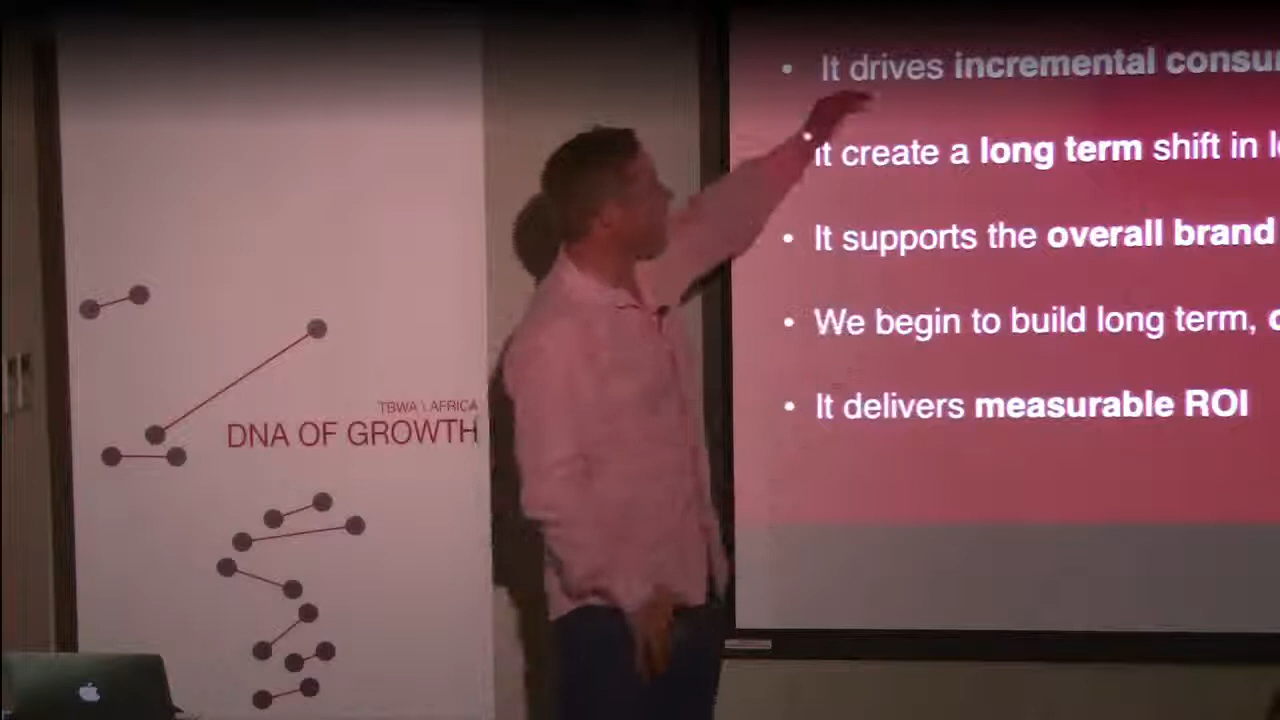 TBWA \ AFRICA
DNA OF GROWTH
It drives incremental
It create a long term shift in
• It supports the overall brand
• We begin to build long term,
• It delivers measurable ROI